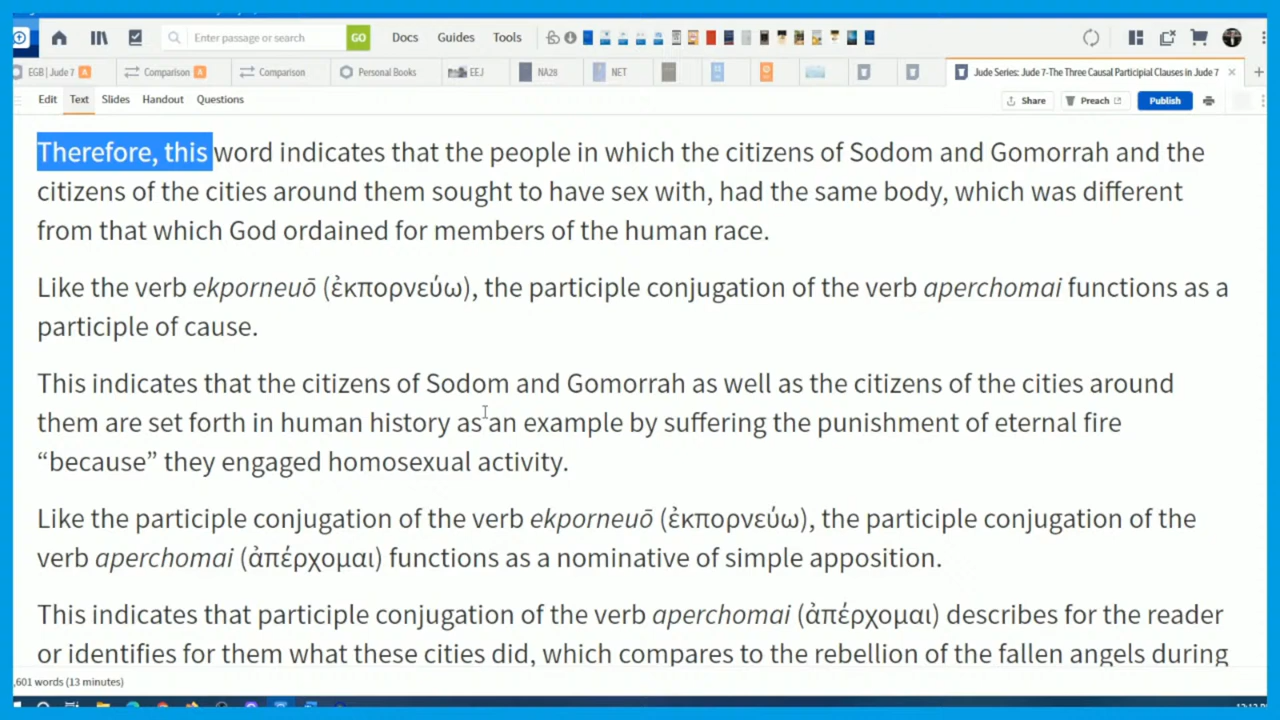 Enter passage or search
GO
Docs Guides Tools
EGB | Jude 7 A Comparison A Comparison Personal Books EEJ NA28 NET Jude Series: Jude 7-The Three Causal Participial Clauses in Jude 7
Edit Text Slides Handout Questions Share Preach Publish
Therefore, this word indicates that the people in which the citizens of Sodom and Gomorrah and the
citizens of the cities around them sought to have sex with, had the same body, which was different
from that which God ordained for members of the human race.
Like the verb ekporneuō (ἐκπορνεύω), the participle conjugation of the verb aperchomai functions as a
participle of cause.
This indicates that the citizens of Sodom and Gomorrah as well as the citizens of the cities around
them are set forth in human history as an example by suffering the punishment of eternal fire
“because” they engaged homosexual activity.
Like the participle conjugation of the verb ekporneuō (ἐκπορνεύω), the participle conjugation of the
verb aperchomai (ἀπέρχομαι) functions as a nominative of simple apposition.
This indicates that participle conjugation of the verb aperchomai (ἀπέρχομαι) describes for the reader
or identifies for them what these cities did, which compares to the rebellion of the fallen angels during
,601 words (13 minutes)